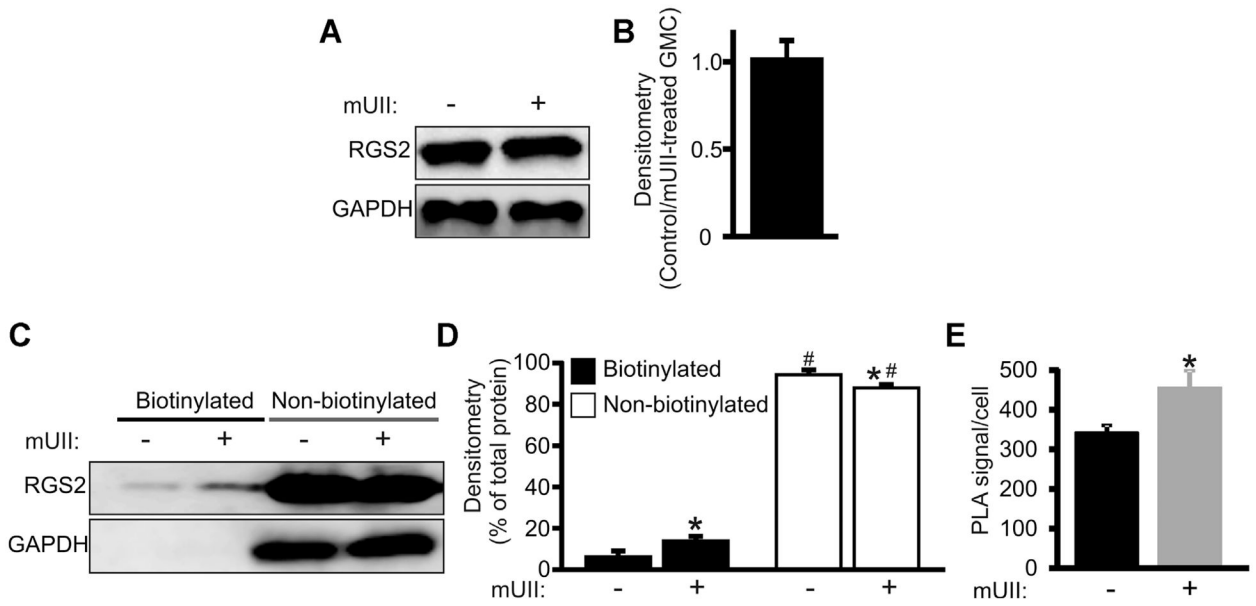 A
mUII: - +
RGS2
GAPDH
B
Densitometry
(Control/mUII-treated GMC)
1.0
0.5
0
C
Biotinylated Non-biotinylated
mUII: - + - +
RGS2
GAPDH
D
Densitometry
(% of total protein)
100
80
60
40
20
0
Biotinylated
Non-biotinylated
*
#
*#
mUII: - + - +
E
PLA signal/cell
500
400
300
200
100
0
*
mUII: - +